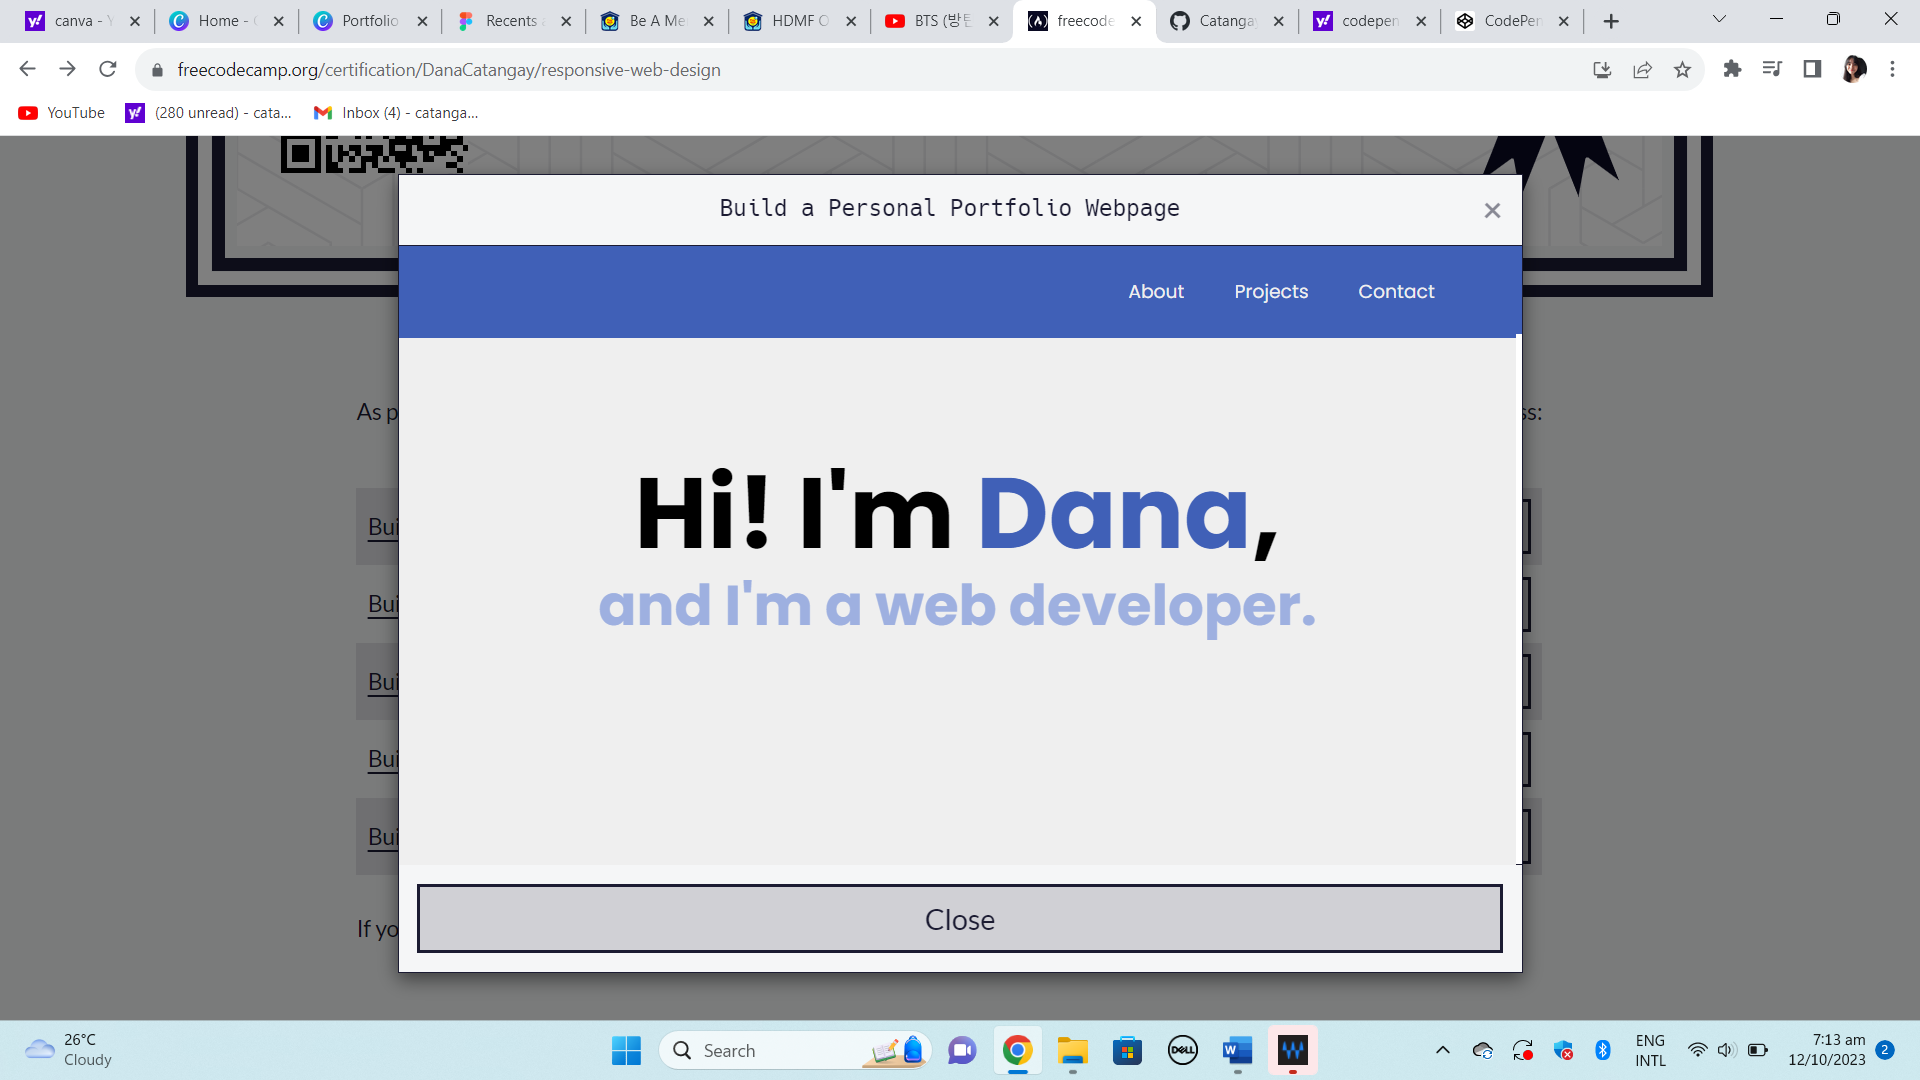 canva - Y
Home - C
Portfolio
Recents a
Be A Me
HDMF O
BTS (방탄
freecode
Catanga
codepen
CodePen
freecodecamp.org/certification/DanaCatangay/responsive-web-design
YouTube
(280 unread) - cata...
Inbox (4) - catanga...
Build a Personal Portfolio Webpage
About Projects Contact
As p
ss:
Hi! I'm Dana,
and I'm a web developer.
Bui
Bui
Bui
Bui
Bui
If yo
Close
26°C
Cloudy
Search
DELL
W
ENG
INTL
7:13 am
12/10/2023
2